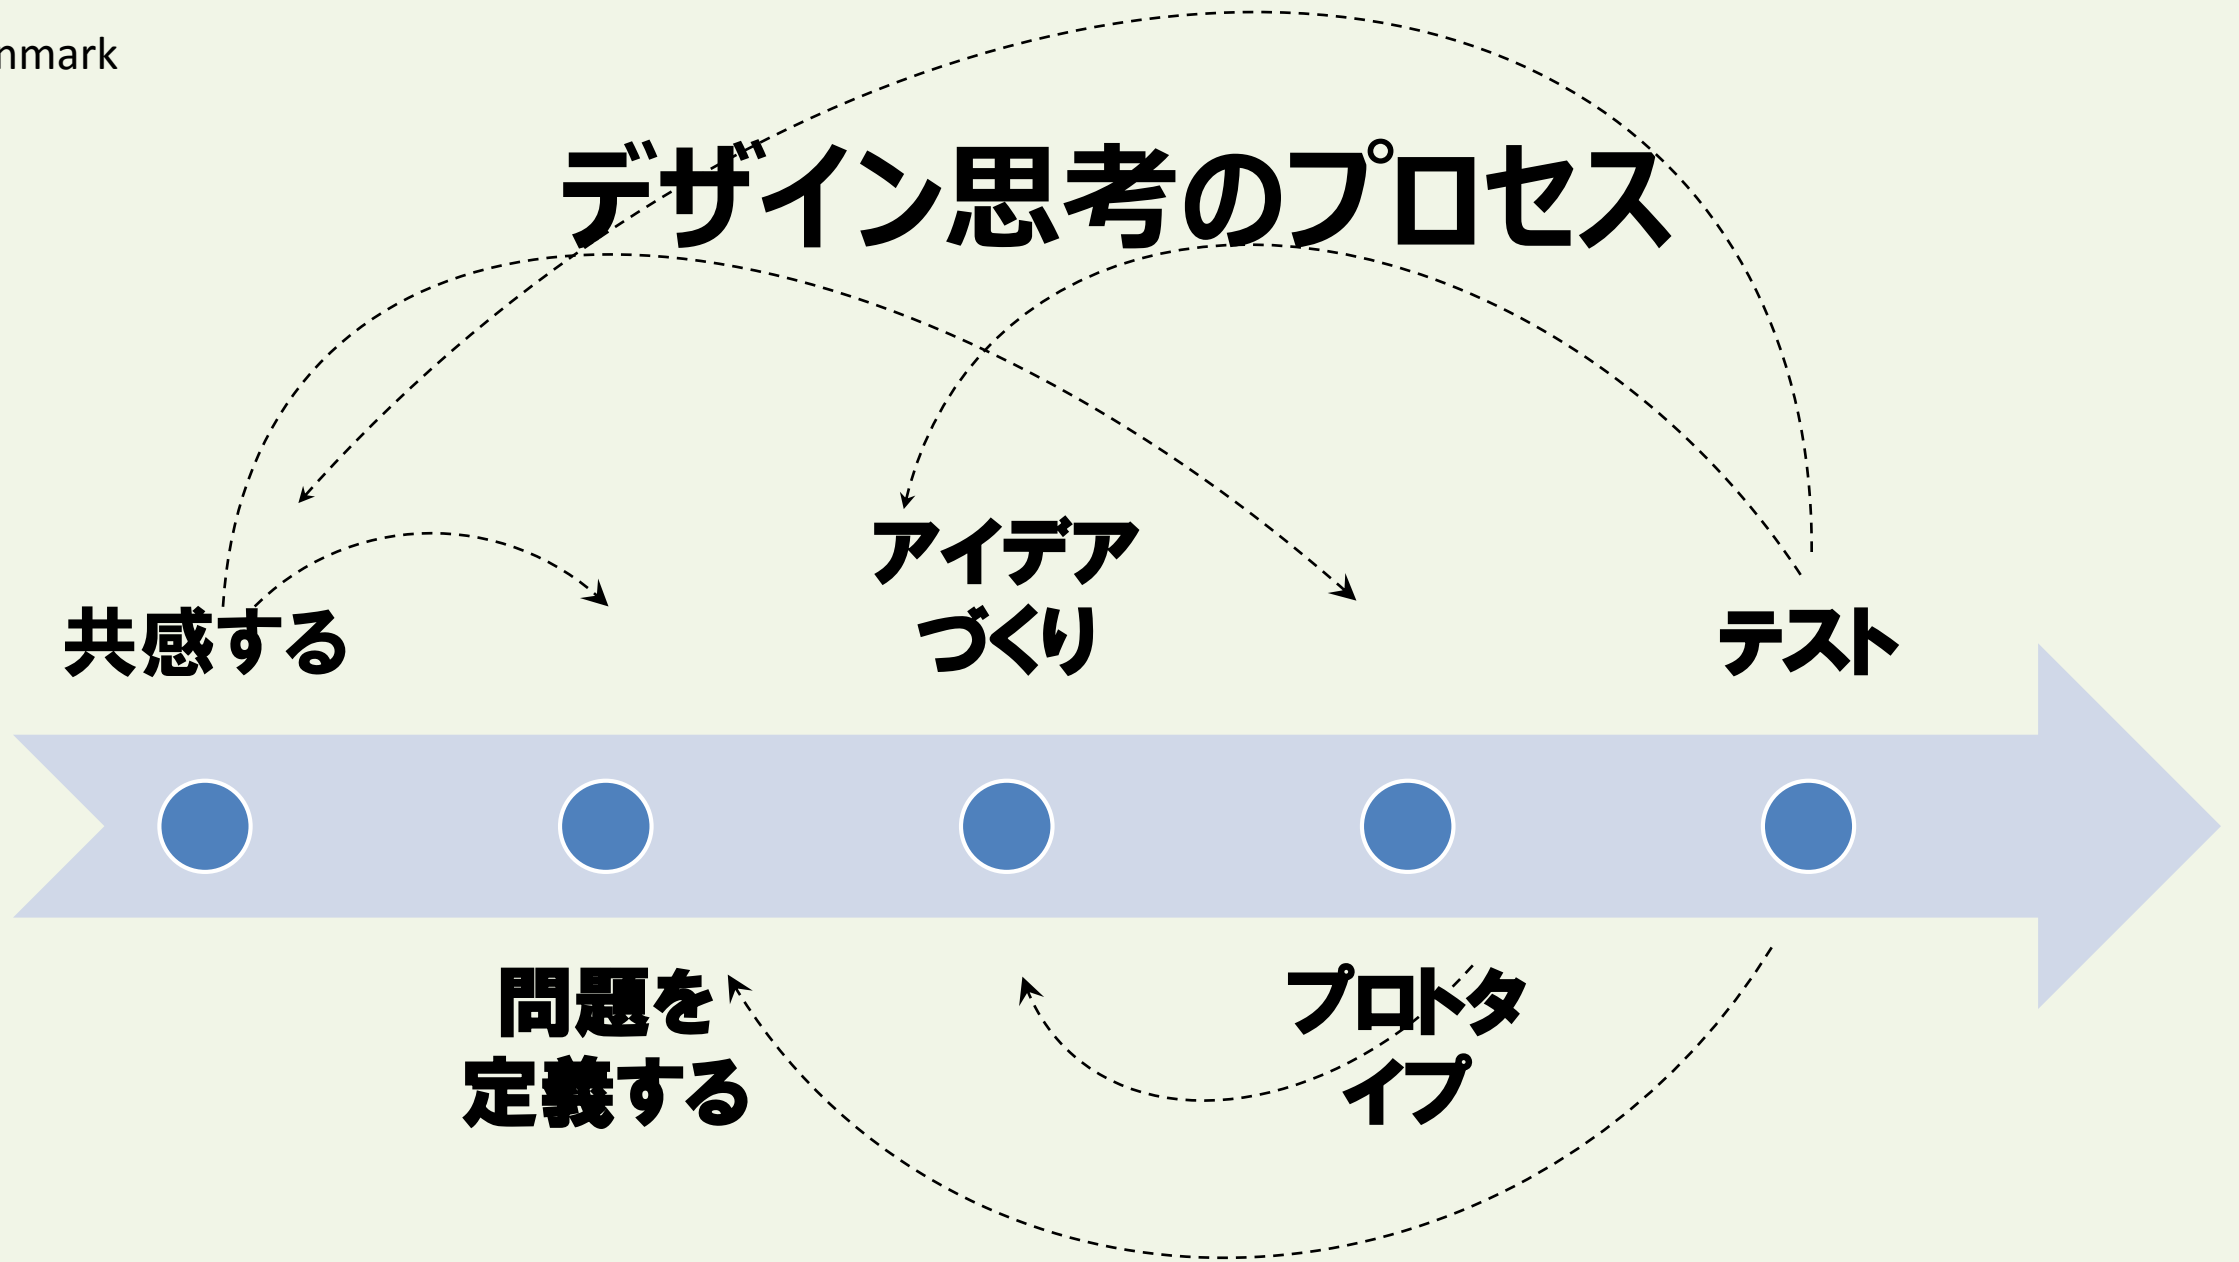 nmark
デザイン思考のプロセス
共感する
アイデア
づくり
テスト
問題を
定義する
プロトタ
イプ